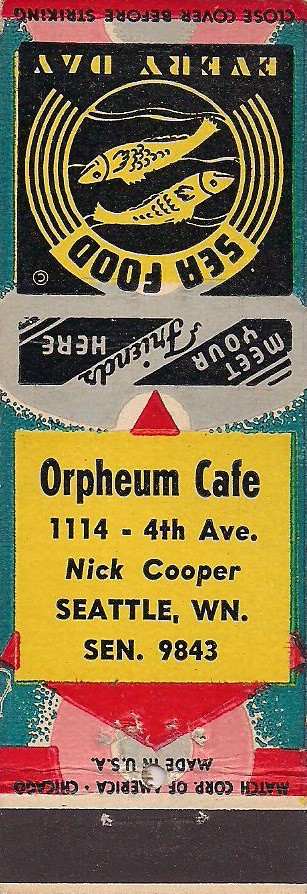 CLOSE COVER BEFORE STRIKING
EVERY DAY
SEA FOOD
©
MEET
YOUR
Friends
HERE
Orpheum Cafe
1114 - 4th Ave.
Nick Cooper
SEATTLE, WN.
SEN. 9843
MADE IN U.S.A.
MATCH CORP OF AMERICA · CHICAGO